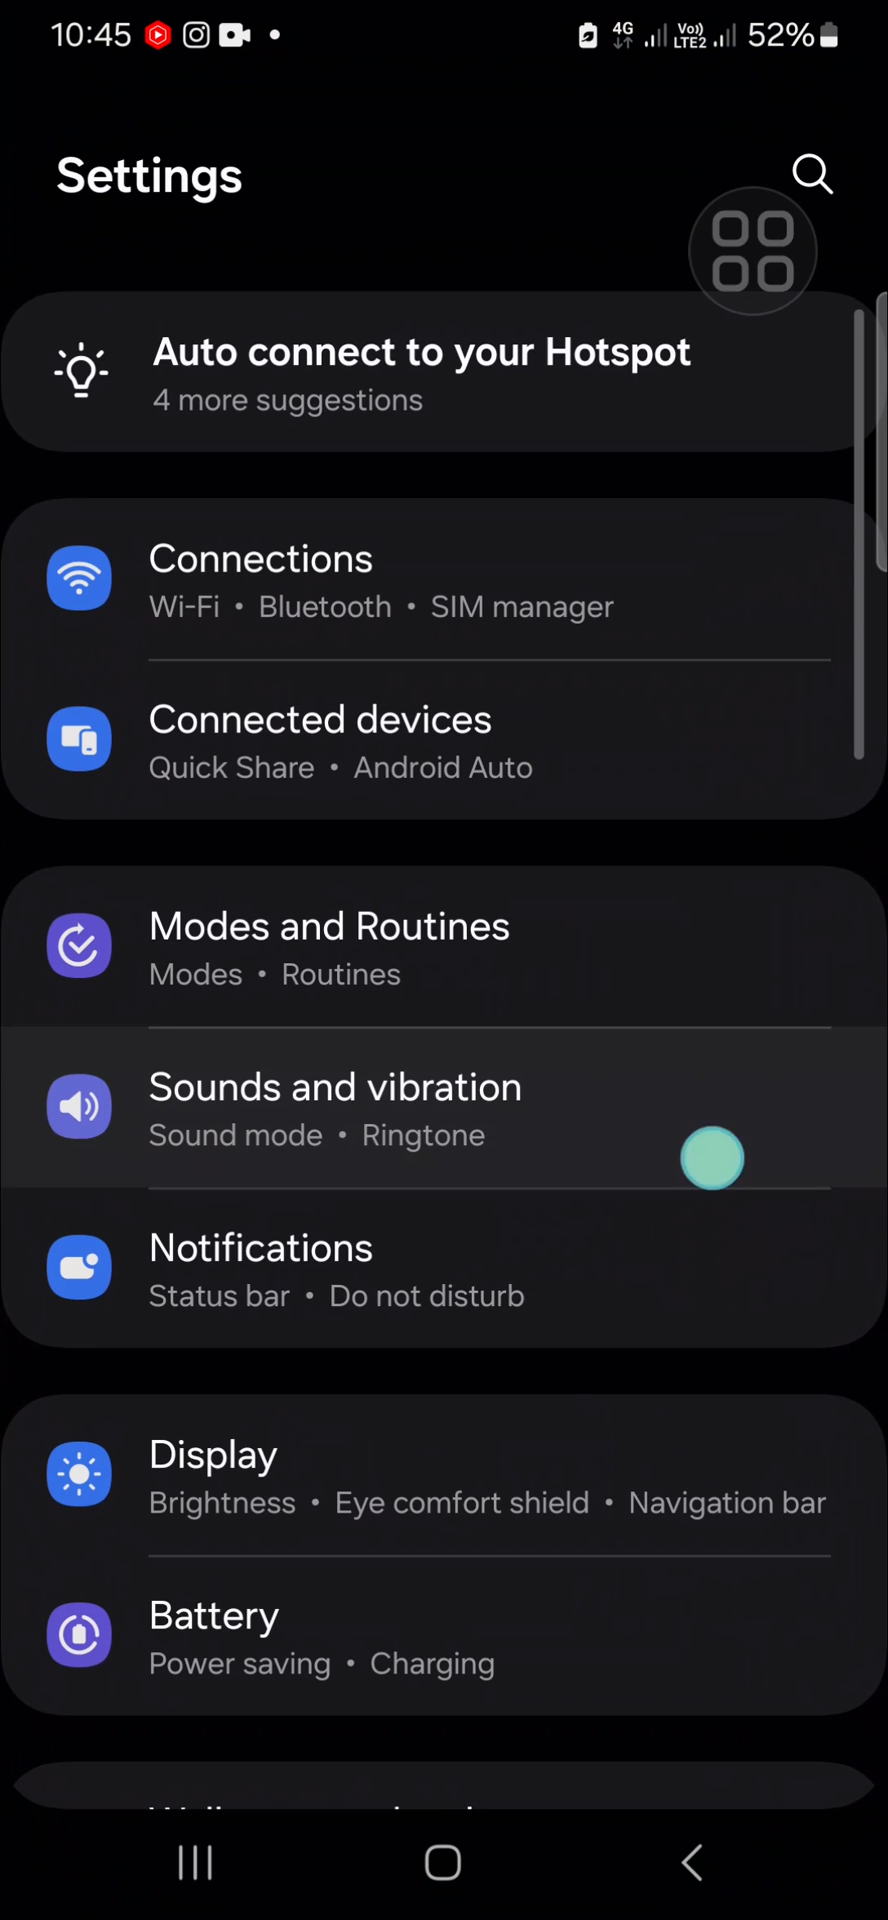 10:45
4G
Vo))
LTE2
52%
Settings
Auto connect to your Hotspot
4 more suggestions
Connections
Wi-Fi • Bluetooth • SIM manager
Connected devices
Quick Share • Android Auto
Modes and Routines
Modes • Routines
Sounds and vibration
Sound mode • Ringtone
Notifications
Status bar • Do not disturb
Display
Brightness • Eye comfort shield • Navigation bar
Battery
Power saving • Charging